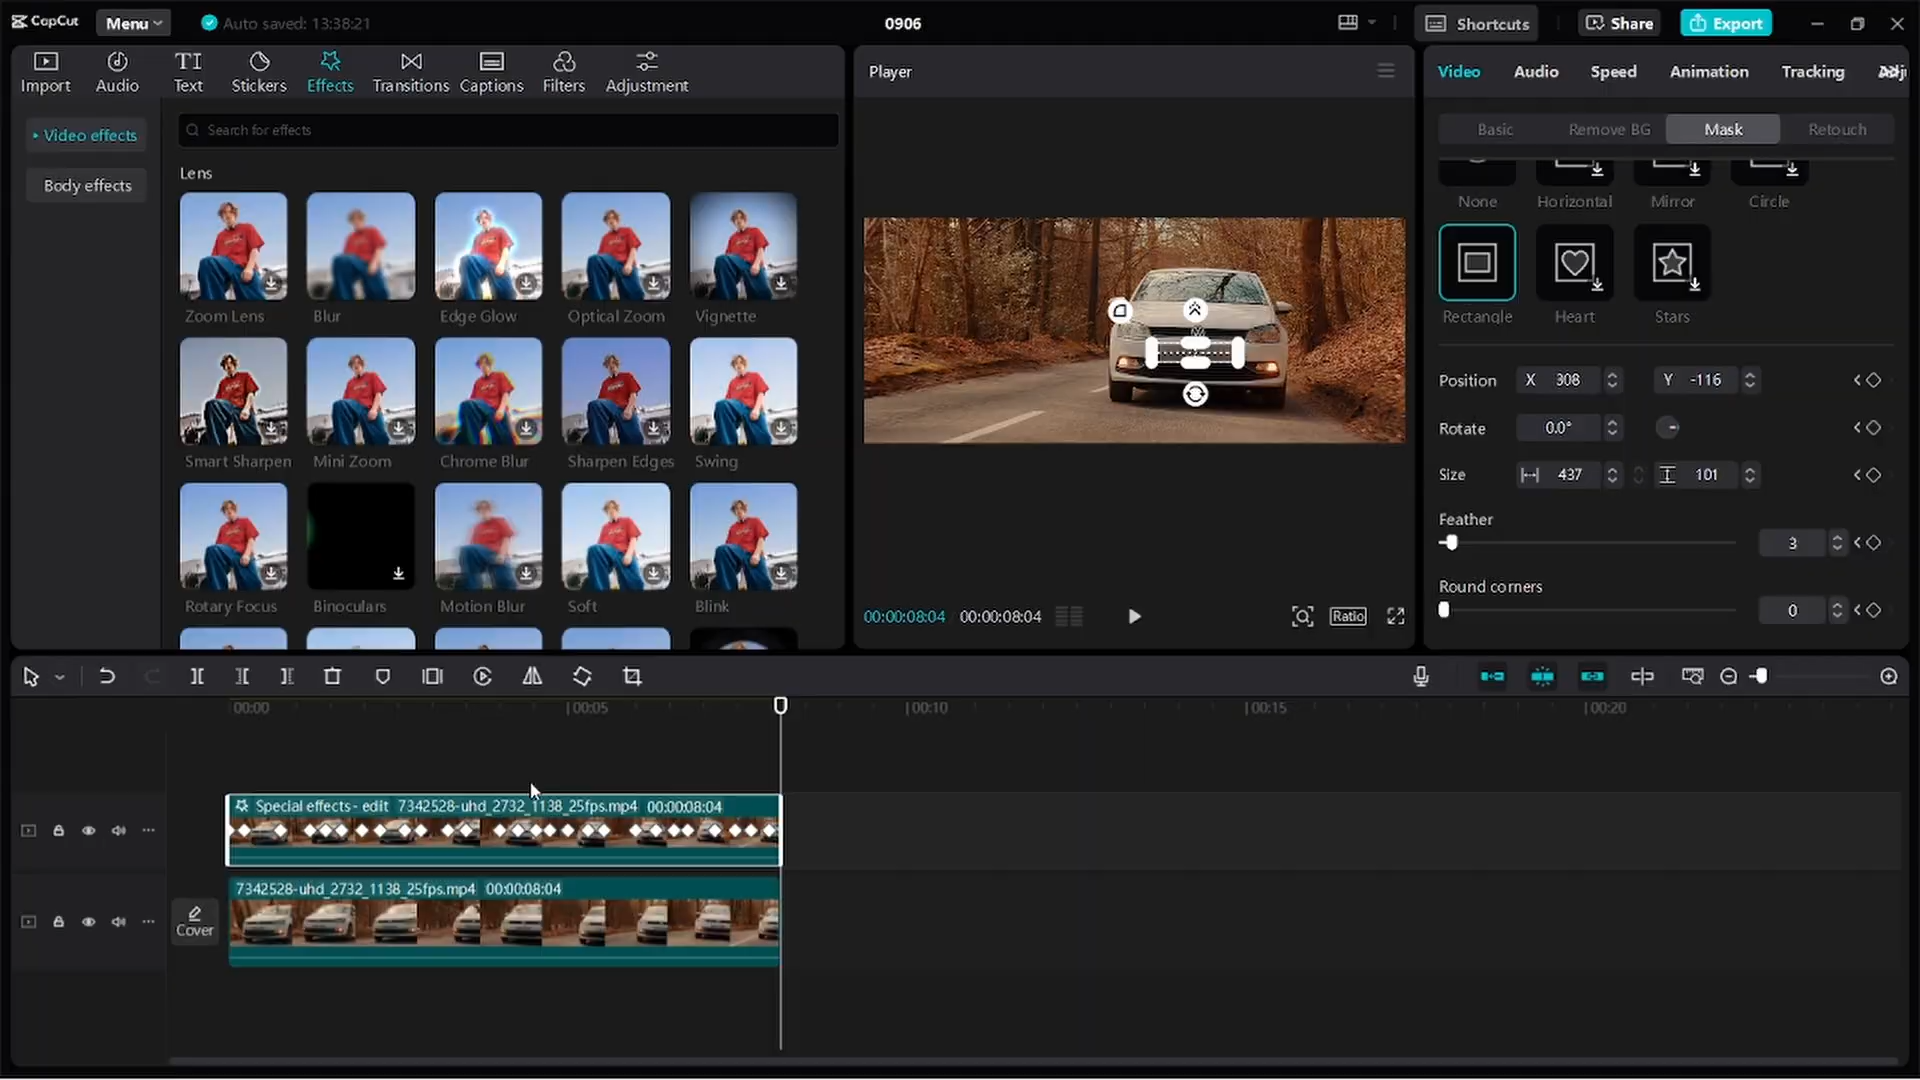 CapCut
Menu
Auto saved: 13:38:21
0906
Shortcuts
Share
Export
Import
Audio
TI
Text
Stickers
Effects
Transitions
Captions
Filters
Adjustment
Video effects
Body effects
Search for effects
Lens
Zoom Lens
Blur
Edge Glow
Optical Zoom
Vignette
Smart Sharpen
Mini Zoom
Chrome Blur
Sharpen Edges
Swing
Rotary Focus
Binoculars
Motion Blur
Soft
Blink
Player
00:00:08:04
00:00:08:04
Ratio
Video
Audio
Speed
Animation
Tracking
Basic
Remove BG
Mask
Retouch
None
Horizontal
Mirror
Circle
Rectangle
Heart
Stars
Position X 308 Y -116
Rotate 0.0°
Size 437 101
Feather
3
Round corners
0
00:00
00:05
00:10
00:15
00:20
Special effects - edit 7342528-uhd_2732_1138_25fps.mp4 00:00:08:04
Cover
7342528-uhd_2732_1138_25fps.mp4 00:00:08:04